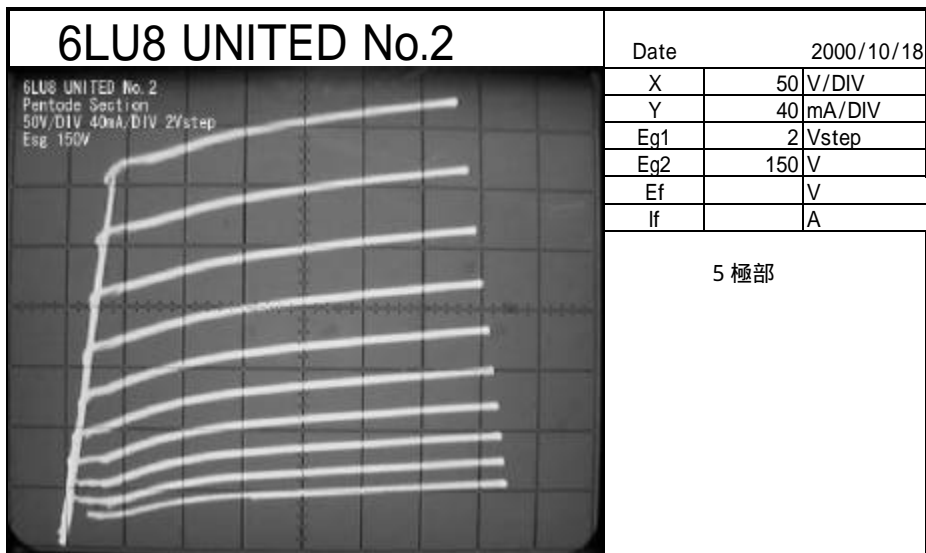 6LU8 UNITED No.2
Date 2000/10/18
6LU8 UNITED No. 2
Pentode Section
50V/DIV 40mA/DIV 2Vstep
Esg 150V
X 50 V/DIV
Y 40 mA/DIV
Eg1 2 Vstep
Eg2 150 V
Ef V
If A
5極部